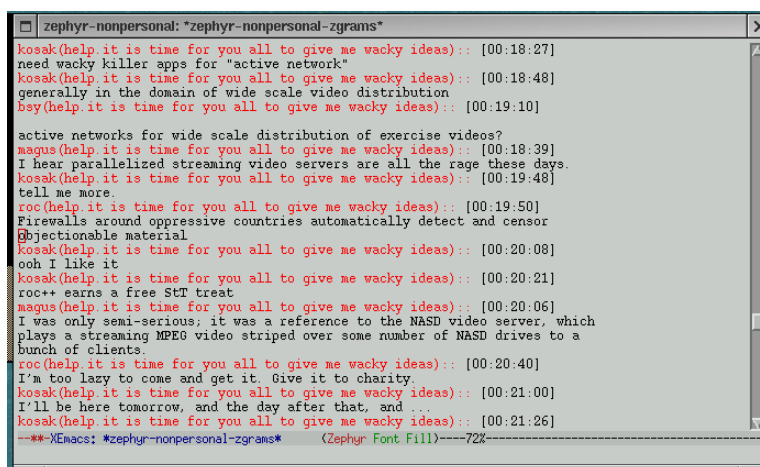 zephyr-nonpersonal: *zephyr-nonpersonal-zgrams*
kosak(help.it is time for you all to give me wacky ideas):: [00:18:27]
need wacky killer apps for "active network"
kosak(help.it is time for you all to give me wacky ideas):: [00:18:48]
generally in the domain of wide scale video distribution
bsy(help.it is time for you all to give me wacky ideas):: [00:19:10]
active networks for wide scale distribution of exercise videos?
magus(help.it is time for you all to give me wacky ideas):: [00:18:39]
I hear parallelized streaming video servers are all the rage these days.
kosak(help.it is time for you all to give me wacky ideas):: [00:19:48]
tell me more.
roc(help.it is time for you all to give me wacky ideas):: [00:19:50]
Firewalls around oppressive countries automatically detect and censor
objectionable material
kosak(help.it is time for you all to give me wacky ideas):: [00:20:08]
ooh I like it
kosak(help.it is time for you all to give me wacky ideas):: [00:20:21]
roc++ earns a free StT treat
magus(help.it is time for you all to give me wacky ideas):: [00:20:06]
I was only semi-serious; it was a reference to the NASD video server, which
plays a streaming MPEG video striped over some number of NASD drives to a
bunch of clients.
roc(help.it is time for you all to give me wacky ideas):: [00:20:40]
I'm too lazy to come and get it. Give it to charity.
kosak(help.it is time for you all to give me wacky ideas):: [00:21:00]
I'll be here tomorrow, and the day after that, and ...
kosak(help.it is time for you all to give me wacky ideas):: [00:21:26]
--**-XEmacs: *zephyr-nonpersonal-zgrams* (Zephyr Font Fill)----72%----------------------------------------